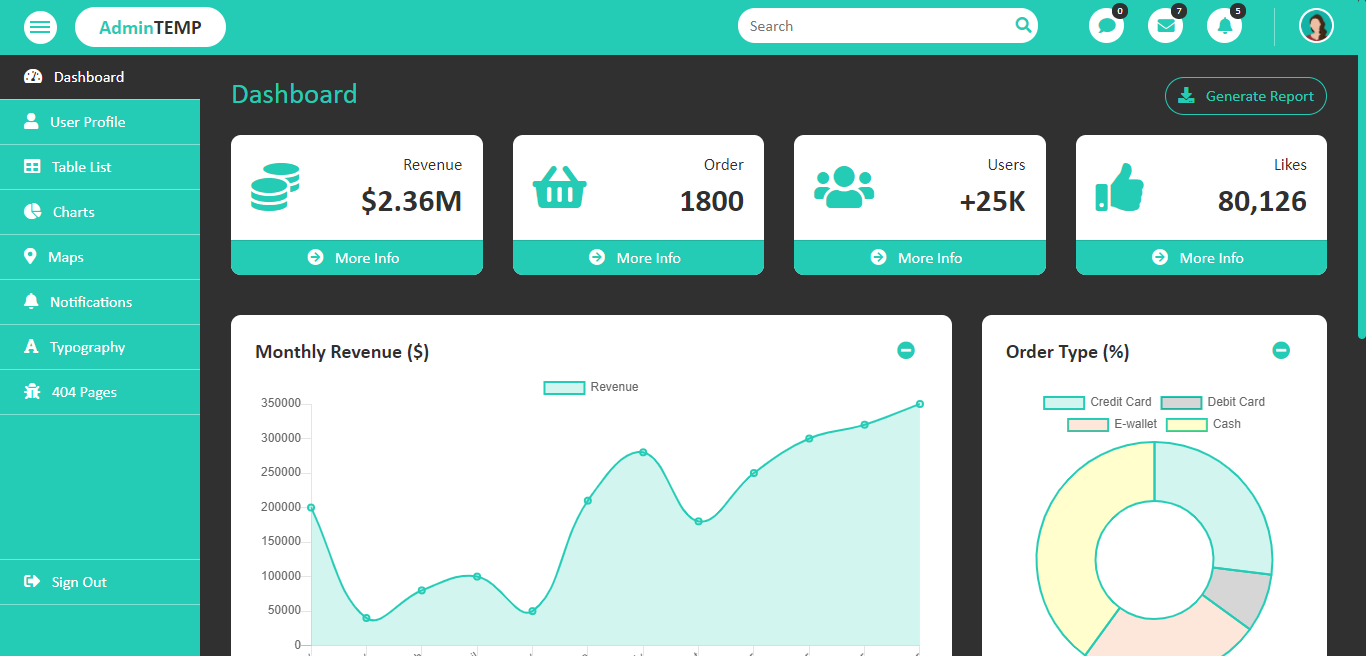 AdminTEMP
Search
0
7
5
Dashboard
User Profile
Table List
Charts
Maps
Notifications
Typography
404 Pages
Sign Out
Dashboard
Generate Report
Revenue
$2.36M
More Info
Order
1800
More Info
Users
+25K
More Info
Likes
80,126
More Info
Monthly Revenue ($)
Revenue
350000
300000
250000
200000
150000
100000
50000
0
Order Type (%)
Credit Card Debit Card
E-wallet Cash